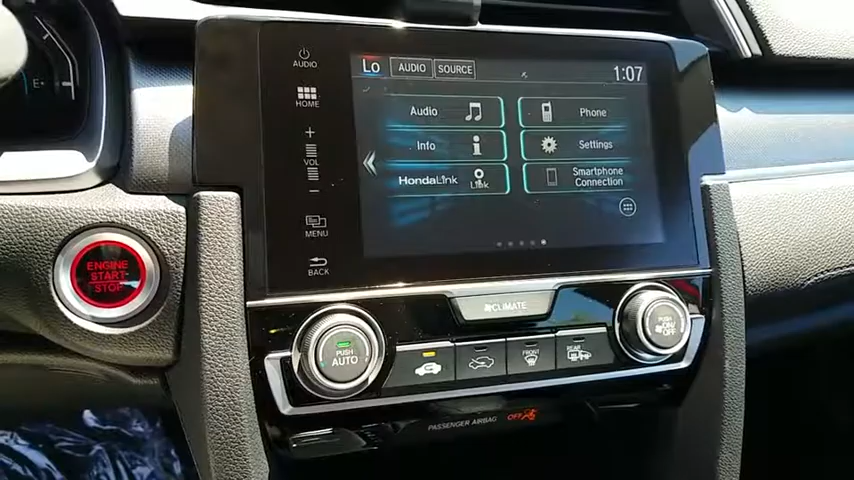 AUDIO
Lo
AUDIO
SOURCE
1:07
HOME
+
VOL
-
MENU
BACK
Audio
Phone
Info
Settings
HondaLink
Link
Smartphone
Connection
E
ENGINE
START
STOP
CLIMATE
PUSH
AUTO
FRONT
REAR
PUSH
ON/
OFF
PASSENGER AIRBAG
OFF